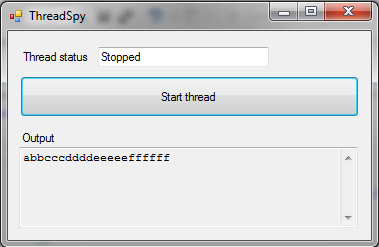 ThreadSpy
Thread status Stopped
Start thread
Output
abbcccddddeeeeeffffff